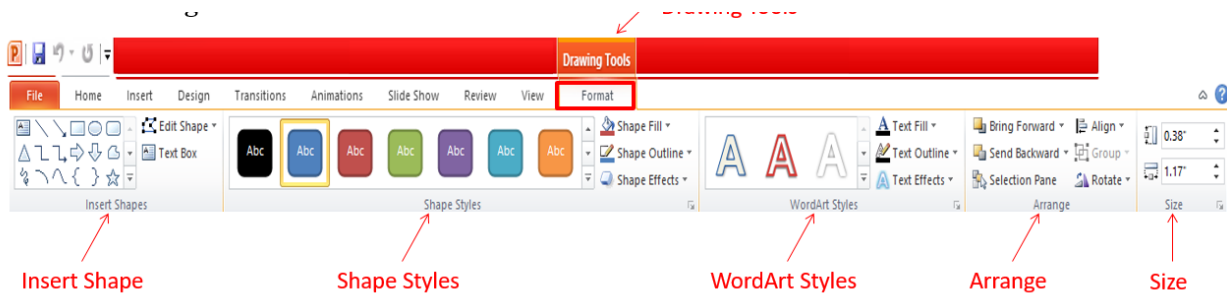 Drawing Tools
Drawing Tools
File Home Insert Design Transitions Animations Slide Show Review View Format
Edit Shape Shape Fill Text Fill Bring Forward Align 0.38"
Text Box Abc Abc Abc Abc Abc Abc Abc Shape Outline A A A Text Outline Send Backward Group
Shape Effects Text Effects Selection Pane Rotate 1.17"
Insert Shapes Shape Styles WordArt Styles Arrange Size
Insert Shape Shape Styles WordArt Styles Arrange Size